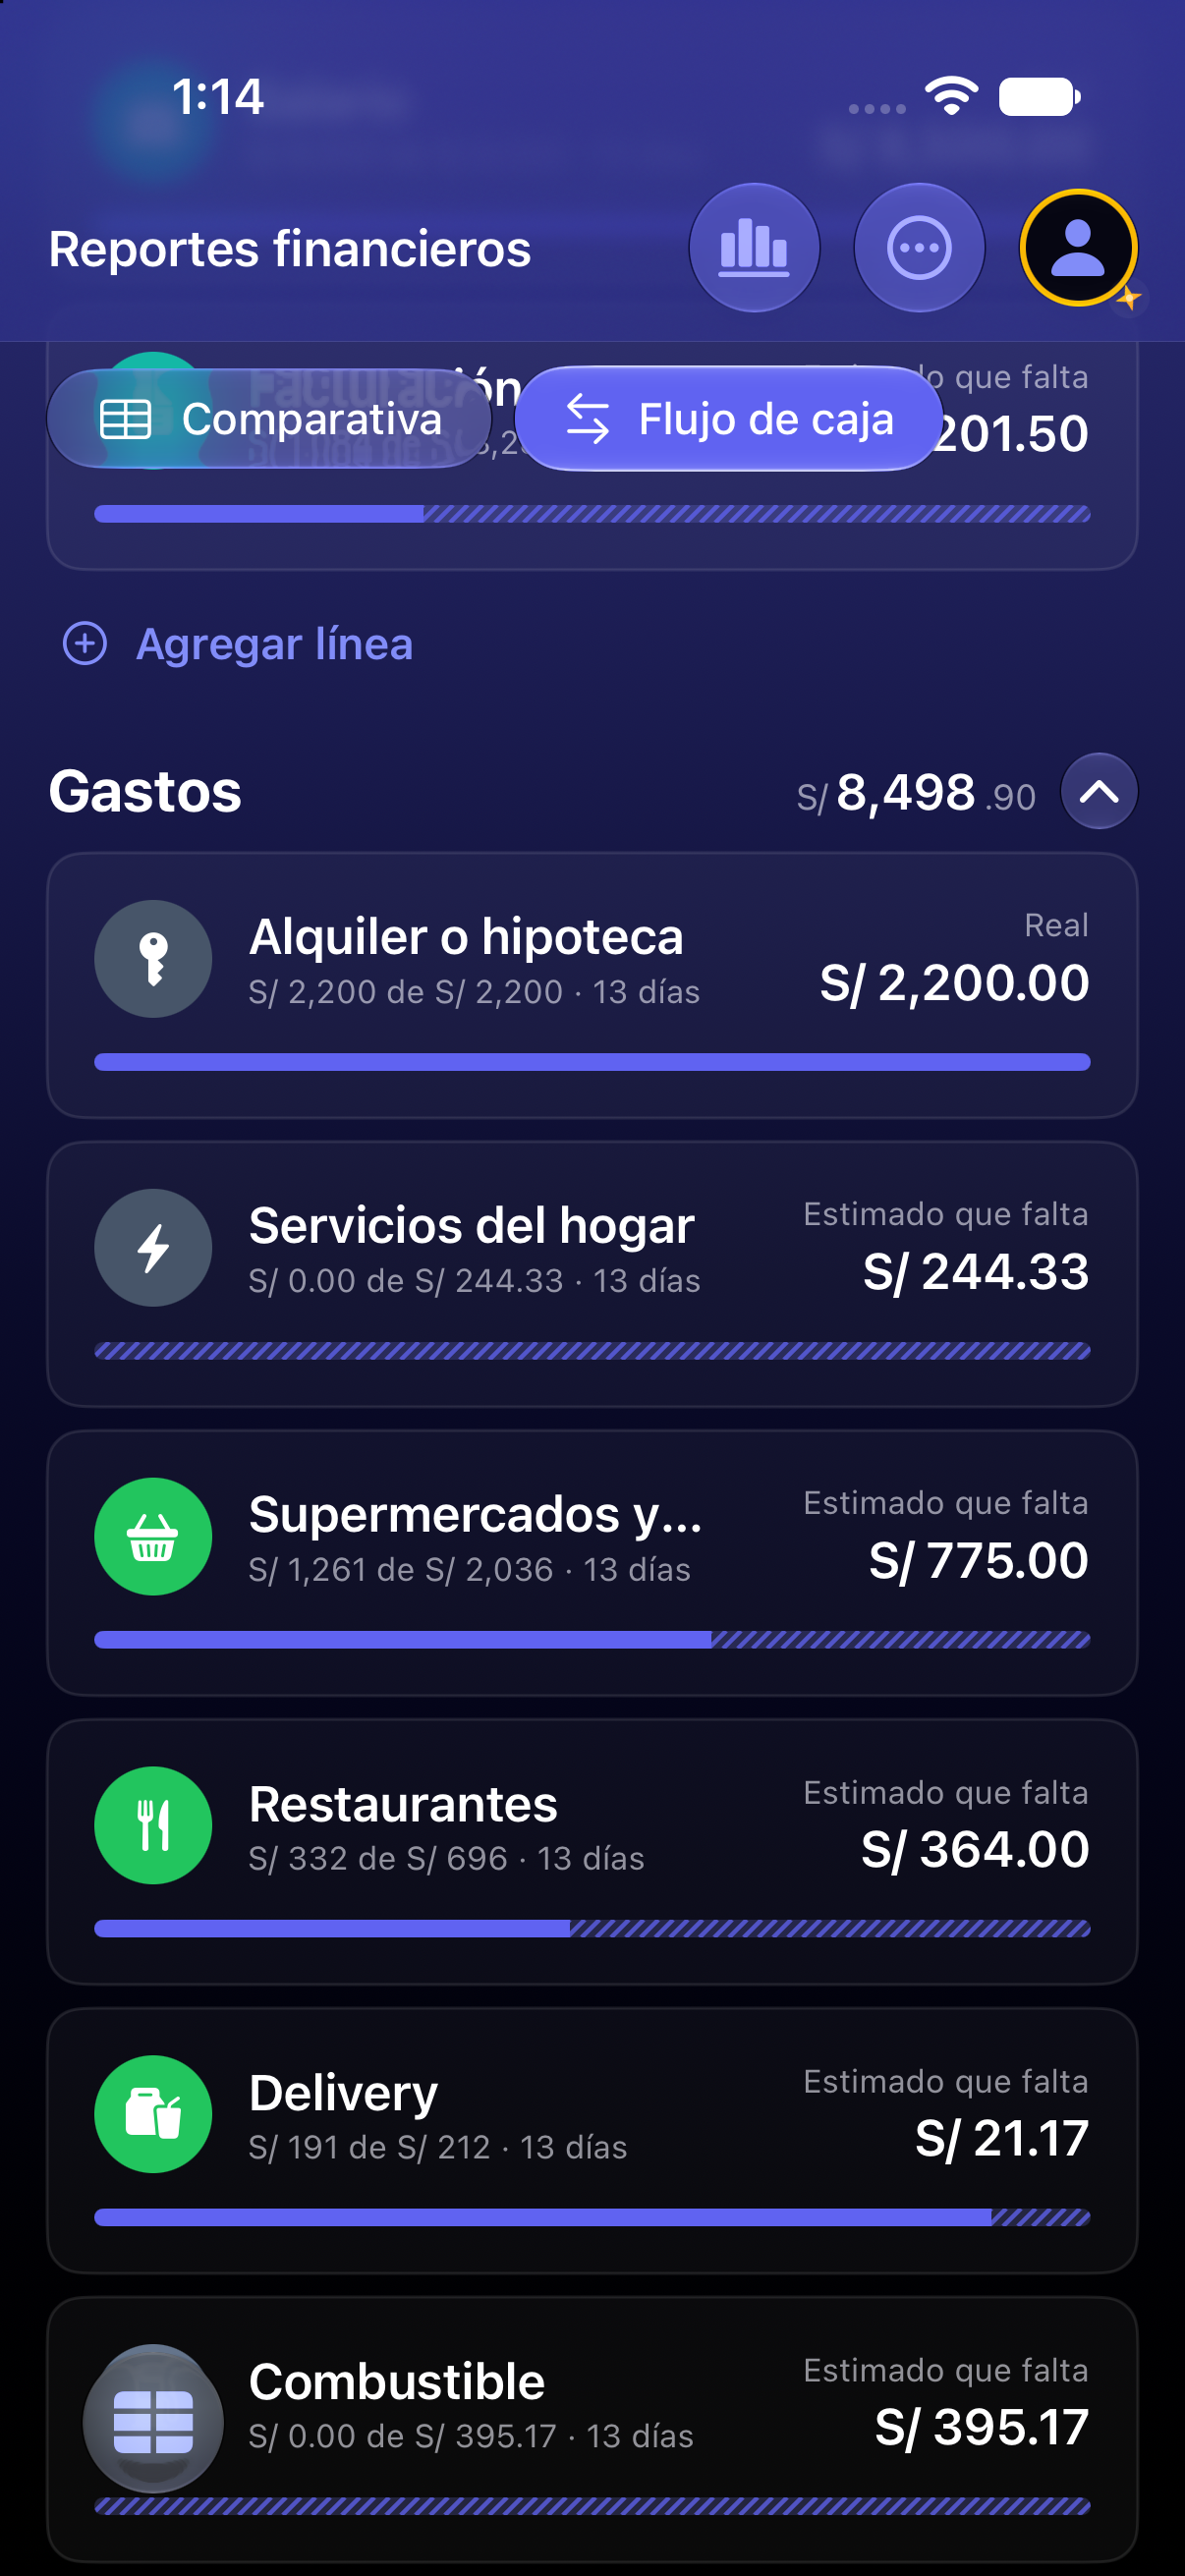 1:14
Reportes financieros
Comparativa
Flujo de caja
que falta
201.50
Agregar línea
Gastos
S/ 8,498 .90
Alquiler o hipoteca
Real
S/ 2,200 de S/ 2,200 · 13 días
S/ 2,200.00
Servicios del hogar
Estimado que falta
S/ 0.00 de S/ 244.33 · 13 días
S/ 244.33
Supermercados y...
Estimado que falta
S/ 1,261 de S/ 2,036 · 13 días
S/ 775.00
Restaurantes
Estimado que falta
S/ 332 de S/ 696 · 13 días
S/ 364.00
Delivery
Estimado que falta
S/ 191 de S/ 212 · 13 días
S/ 21.17
Combustible
Estimado que falta
S/ 0.00 de S/ 395.17 · 13 días
S/ 395.17